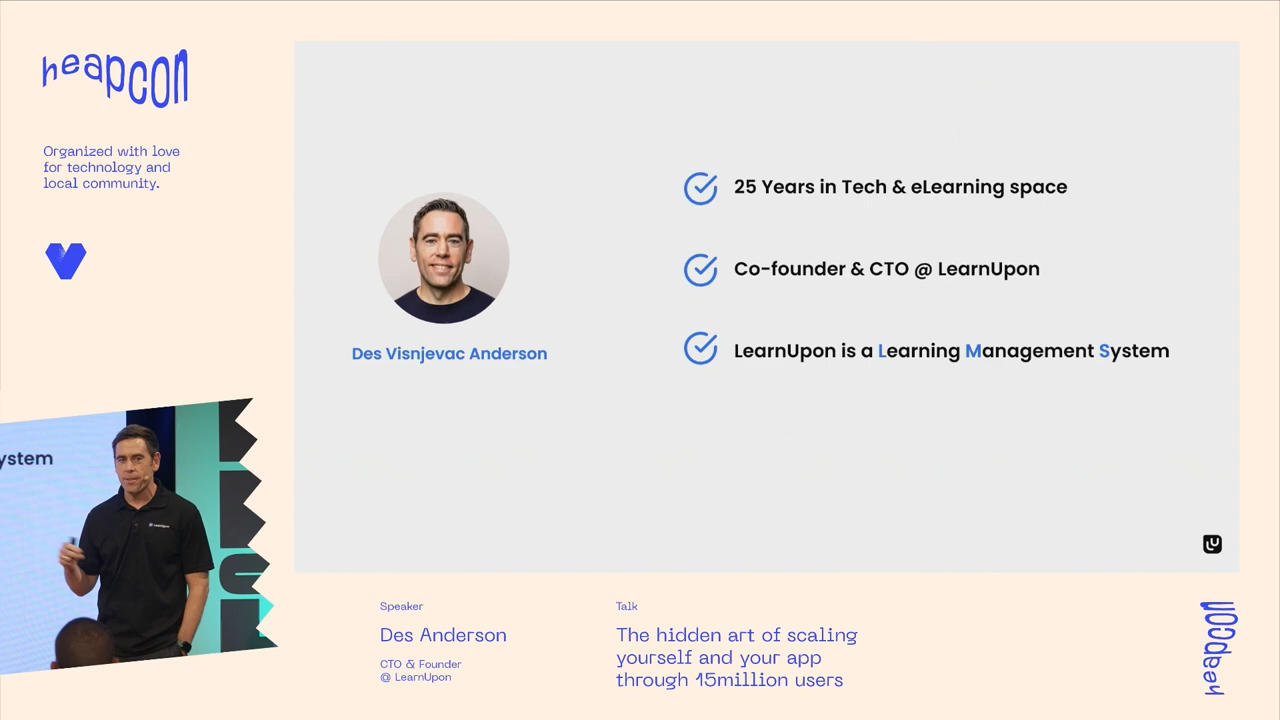 heapcon
Organized with love
for technology and
local community.
25 Years in Tech & eLearning space
Co-founder & CTO @ LearnUpon
LearnUpon is a Learning Management System
Des Visnjevac Anderson
ystem
LearnUpon
Speaker
Des Anderson
CTO & Founder
@ LearnUpon
Talk
The hidden art of scaling
yourself and your app
through 15million users
heapcon